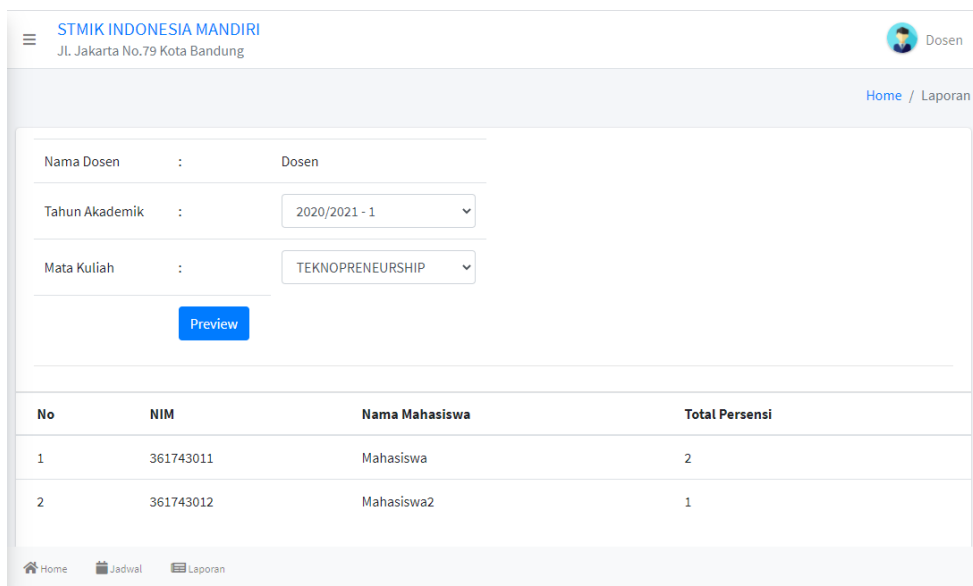 STMIK INDONESIA MANDIRI
Jl. Jakarta No.79 Kota Bandung
Dosen
Home / Laporan
Nama Dosen : Dosen
Tahun Akademik : 2020/2021 - 1
Mata Kuliah : TEKNOPRENEURSHIP
Preview
No NIM Nama Mahasiswa Total Persensi
1 361743011 Mahasiswa 2
2 361743012 Mahasiswa2 1
Home Jadwal Laporan